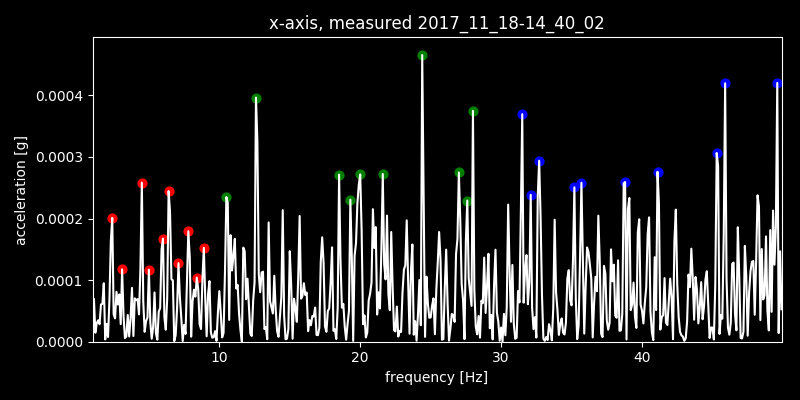 x-axis, measured 2017_11_18-14_40_02
acceleration [g]
0.0004
0.0003
0.0002
0.0001
0.0000
10 20 30 40
frequency [Hz]